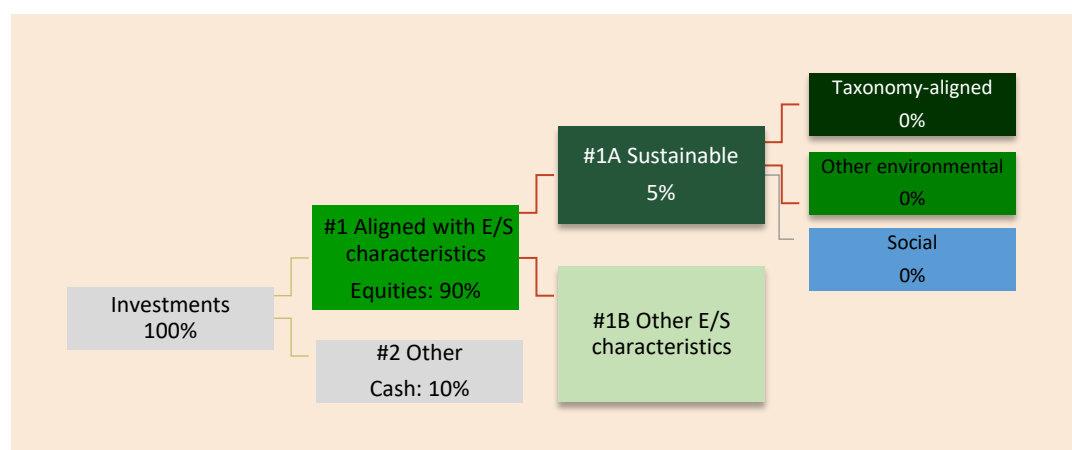 Investments
100%
#1 Aligned with E/S
characteristics
Equities: 90%
#2 Other
Cash: 10%
#1A Sustainable
5%
#1B Other E/S
characteristics
Taxonomy-aligned
0%
Other environmental
0%
Social
0%